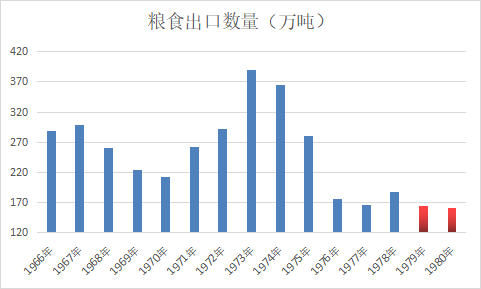 粮食出口数量（万吨）
420
370
320
270
220
170
120
1966年
1967年
1968年
1969年
1970年
1971年
1972年
1973年
1974年
1975年
1976年
1977年
1978年
1979年
1980年